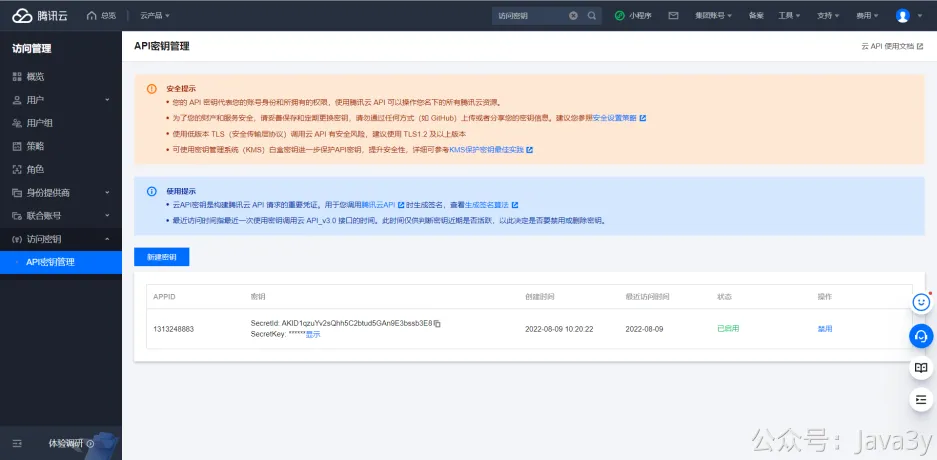 腾讯云 总览 云产品 访问密钥 小程序 集团账号 备案 工具 支持 费用
访问管理
API密钥管理
云 API 使用文档
概览
用户
用户组
策略
角色
身份提供商
联合账号
访问密钥
API密钥管理
安全提示
您的 API 密钥代表您的账号身份和所拥有的权限，使用腾讯云 API 可以操作您名下的所有腾讯云资源。
为了您的财产和服务安全，请妥善保存和定期更换密钥，请勿通过任何方式（如 GitHub）上传或者分享您的密钥信息。建议您参照安全设置策略
使用低版本 TLS（安全传输层协议）调用云 API 有安全风险，建议使用 TLS1.2 及以上版本
可使用密钥管理系统（KMS）白盒密钥进一步保护API密钥，提升安全性，详细可参考KMS保护密钥最佳实践
使用提示
云API密钥是构建腾讯云 API 请求的重要凭证。用于您调用腾讯云API 时生成签名，查看生成签名算法
最近访问时间指最近一次使用密钥调用云 API_v3.0 接口的时间。此时间仅供判断密钥近期是否活跃，以此决定是否要禁用或删除密钥。
新建密钥
APPID 密钥 创建时间 最近访问时间 状态 操作
1313248883
SecretId: AKID1qzuYv2sQhh5C2btud5GAn9E3bssb3E8
SecretKey: ******显示
2022-08-09 10:20:22 2022-08-09 已启用 禁用
体验调研
公众号：Java3y